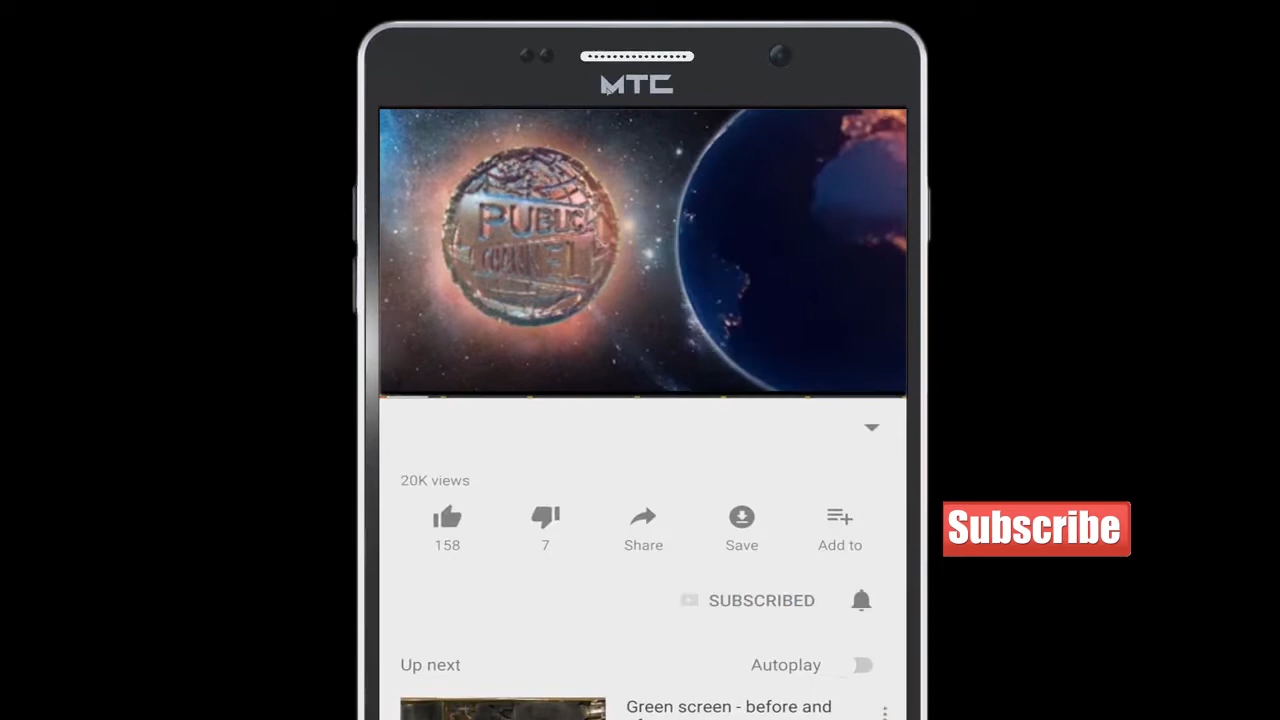 MTC
PUBLIC
CHANNEL
20K views
158
7
Share
Save
Add to
Subscribe
SUBSCRIBED
Up next
Autoplay
Green screen - before and